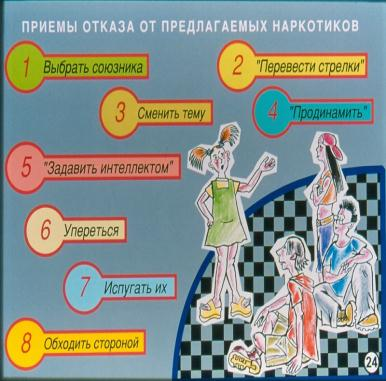 ПРИЕМЫ ОТКАЗА ОТ ПРЕДЛАГАЕМЫХ НАРКОТИКОВ
1 Выбрать союзника
2 "Перевести стрелки"
3 Сменить тему
4 "Продинамить"
5 "Задавить интеллектом"
6 Упереться
7 Испугать их
8 Обходить стороной
24